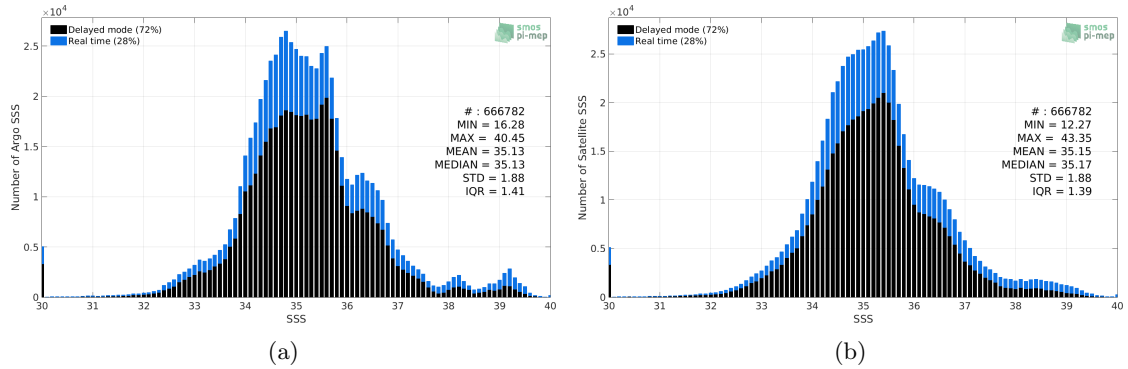 ×10⁴
Delayed mode (72%)
Real time (28%)
smos
pi-mep
# : 666782
MIN = 16.28
MAX = 40.45
MEAN = 35.13
MEDIAN = 35.13
STD = 1.88
IQR = 1.41
Number of Argo SSS
2.5
2
1.5
1
0.5
0
30 31 32 33 34 35 36 37 38 39 40
SSS
(a)
×10⁴
Delayed mode (72%)
Real time (28%)
smos
pi-mep
# : 666782
MIN = 12.27
MAX = 43.35
MEAN = 35.15
MEDIAN = 35.17
STD = 1.88
IQR = 1.39
Number of Satellite SSS
2.5
2
1.5
1
0.5
0
30 31 32 33 34 35 36 37 38 39 40
SSS
(b)